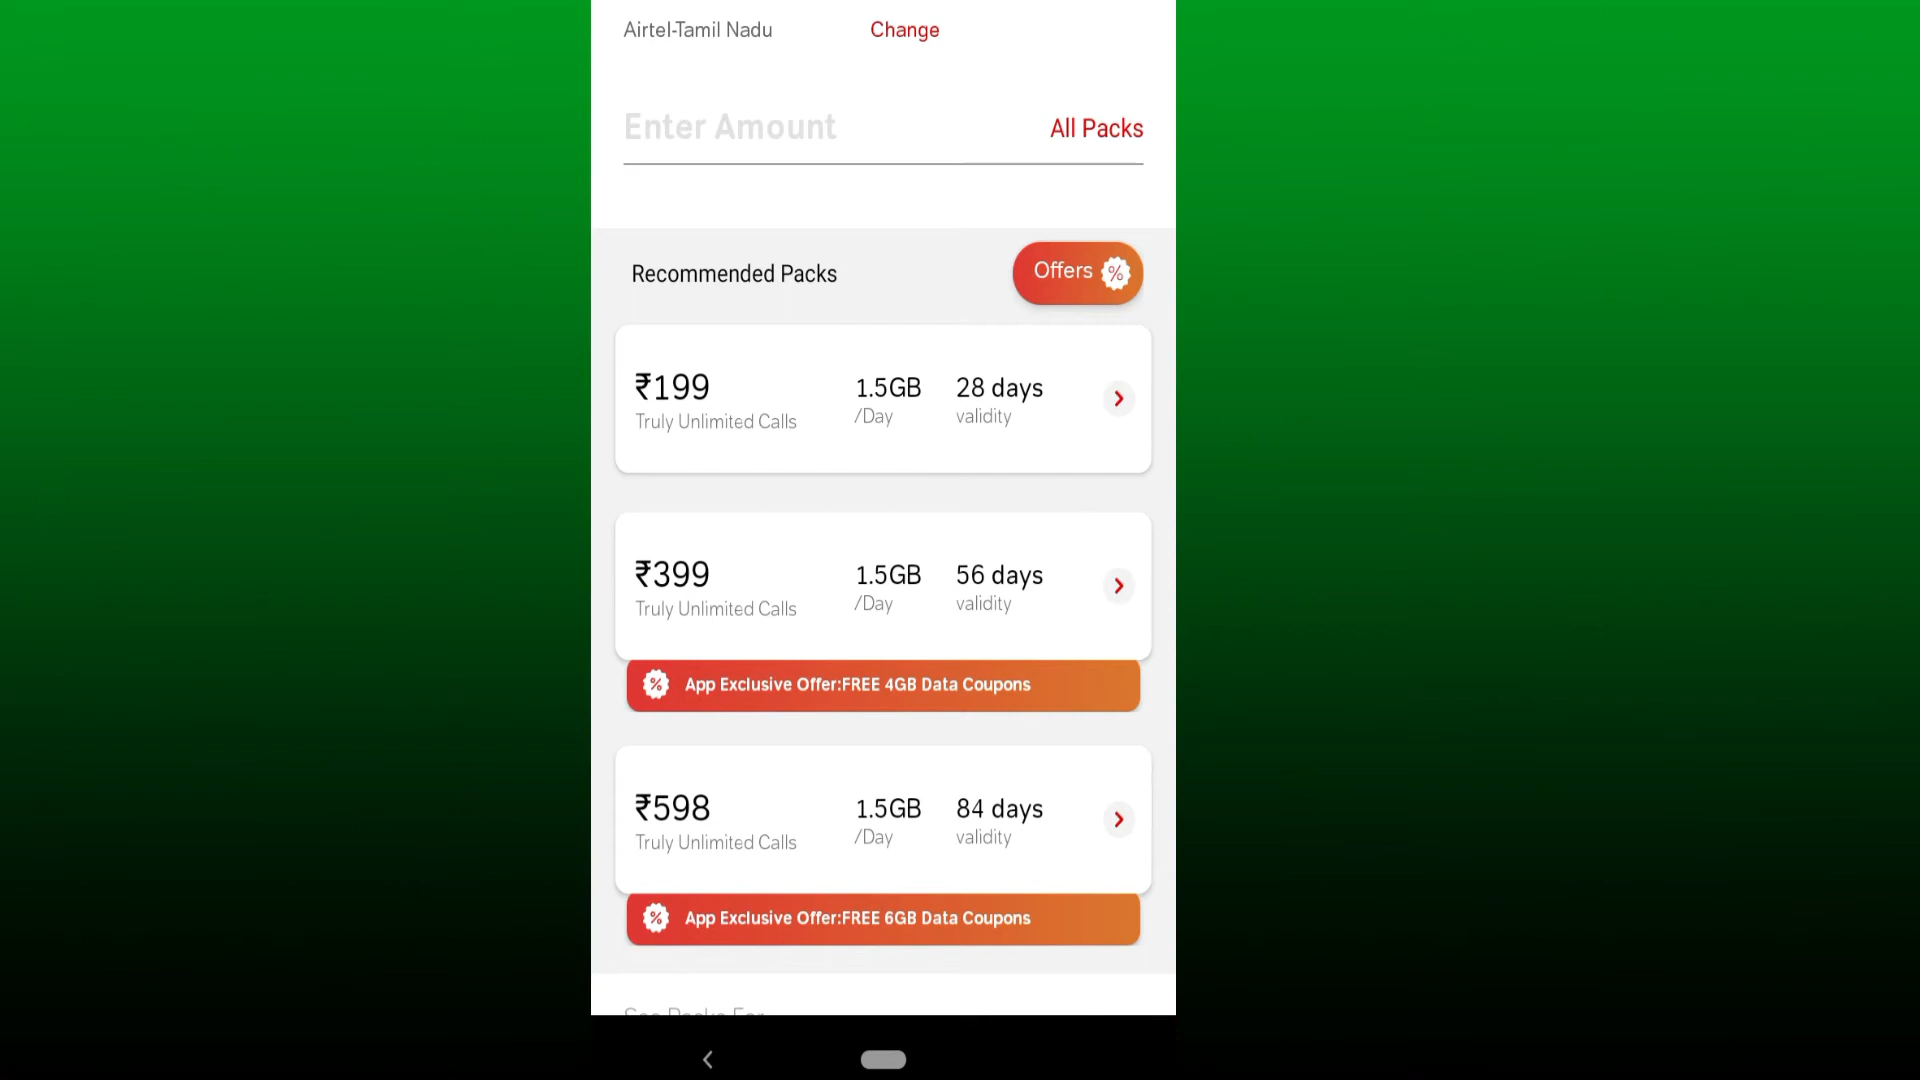 Airtel-Tamil Nadu Change
Enter Amount All Packs
Recommended Packs Offers %
₹199 1.5GB 28 days
Truly Unlimited Calls /Day validity
₹399 1.5GB 56 days
Truly Unlimited Calls /Day validity
% App Exclusive Offer:FREE 4GB Data Coupons
₹598 1.5GB 84 days
Truly Unlimited Calls /Day validity
% App Exclusive Offer:FREE 6GB Data Coupons
See Packs For